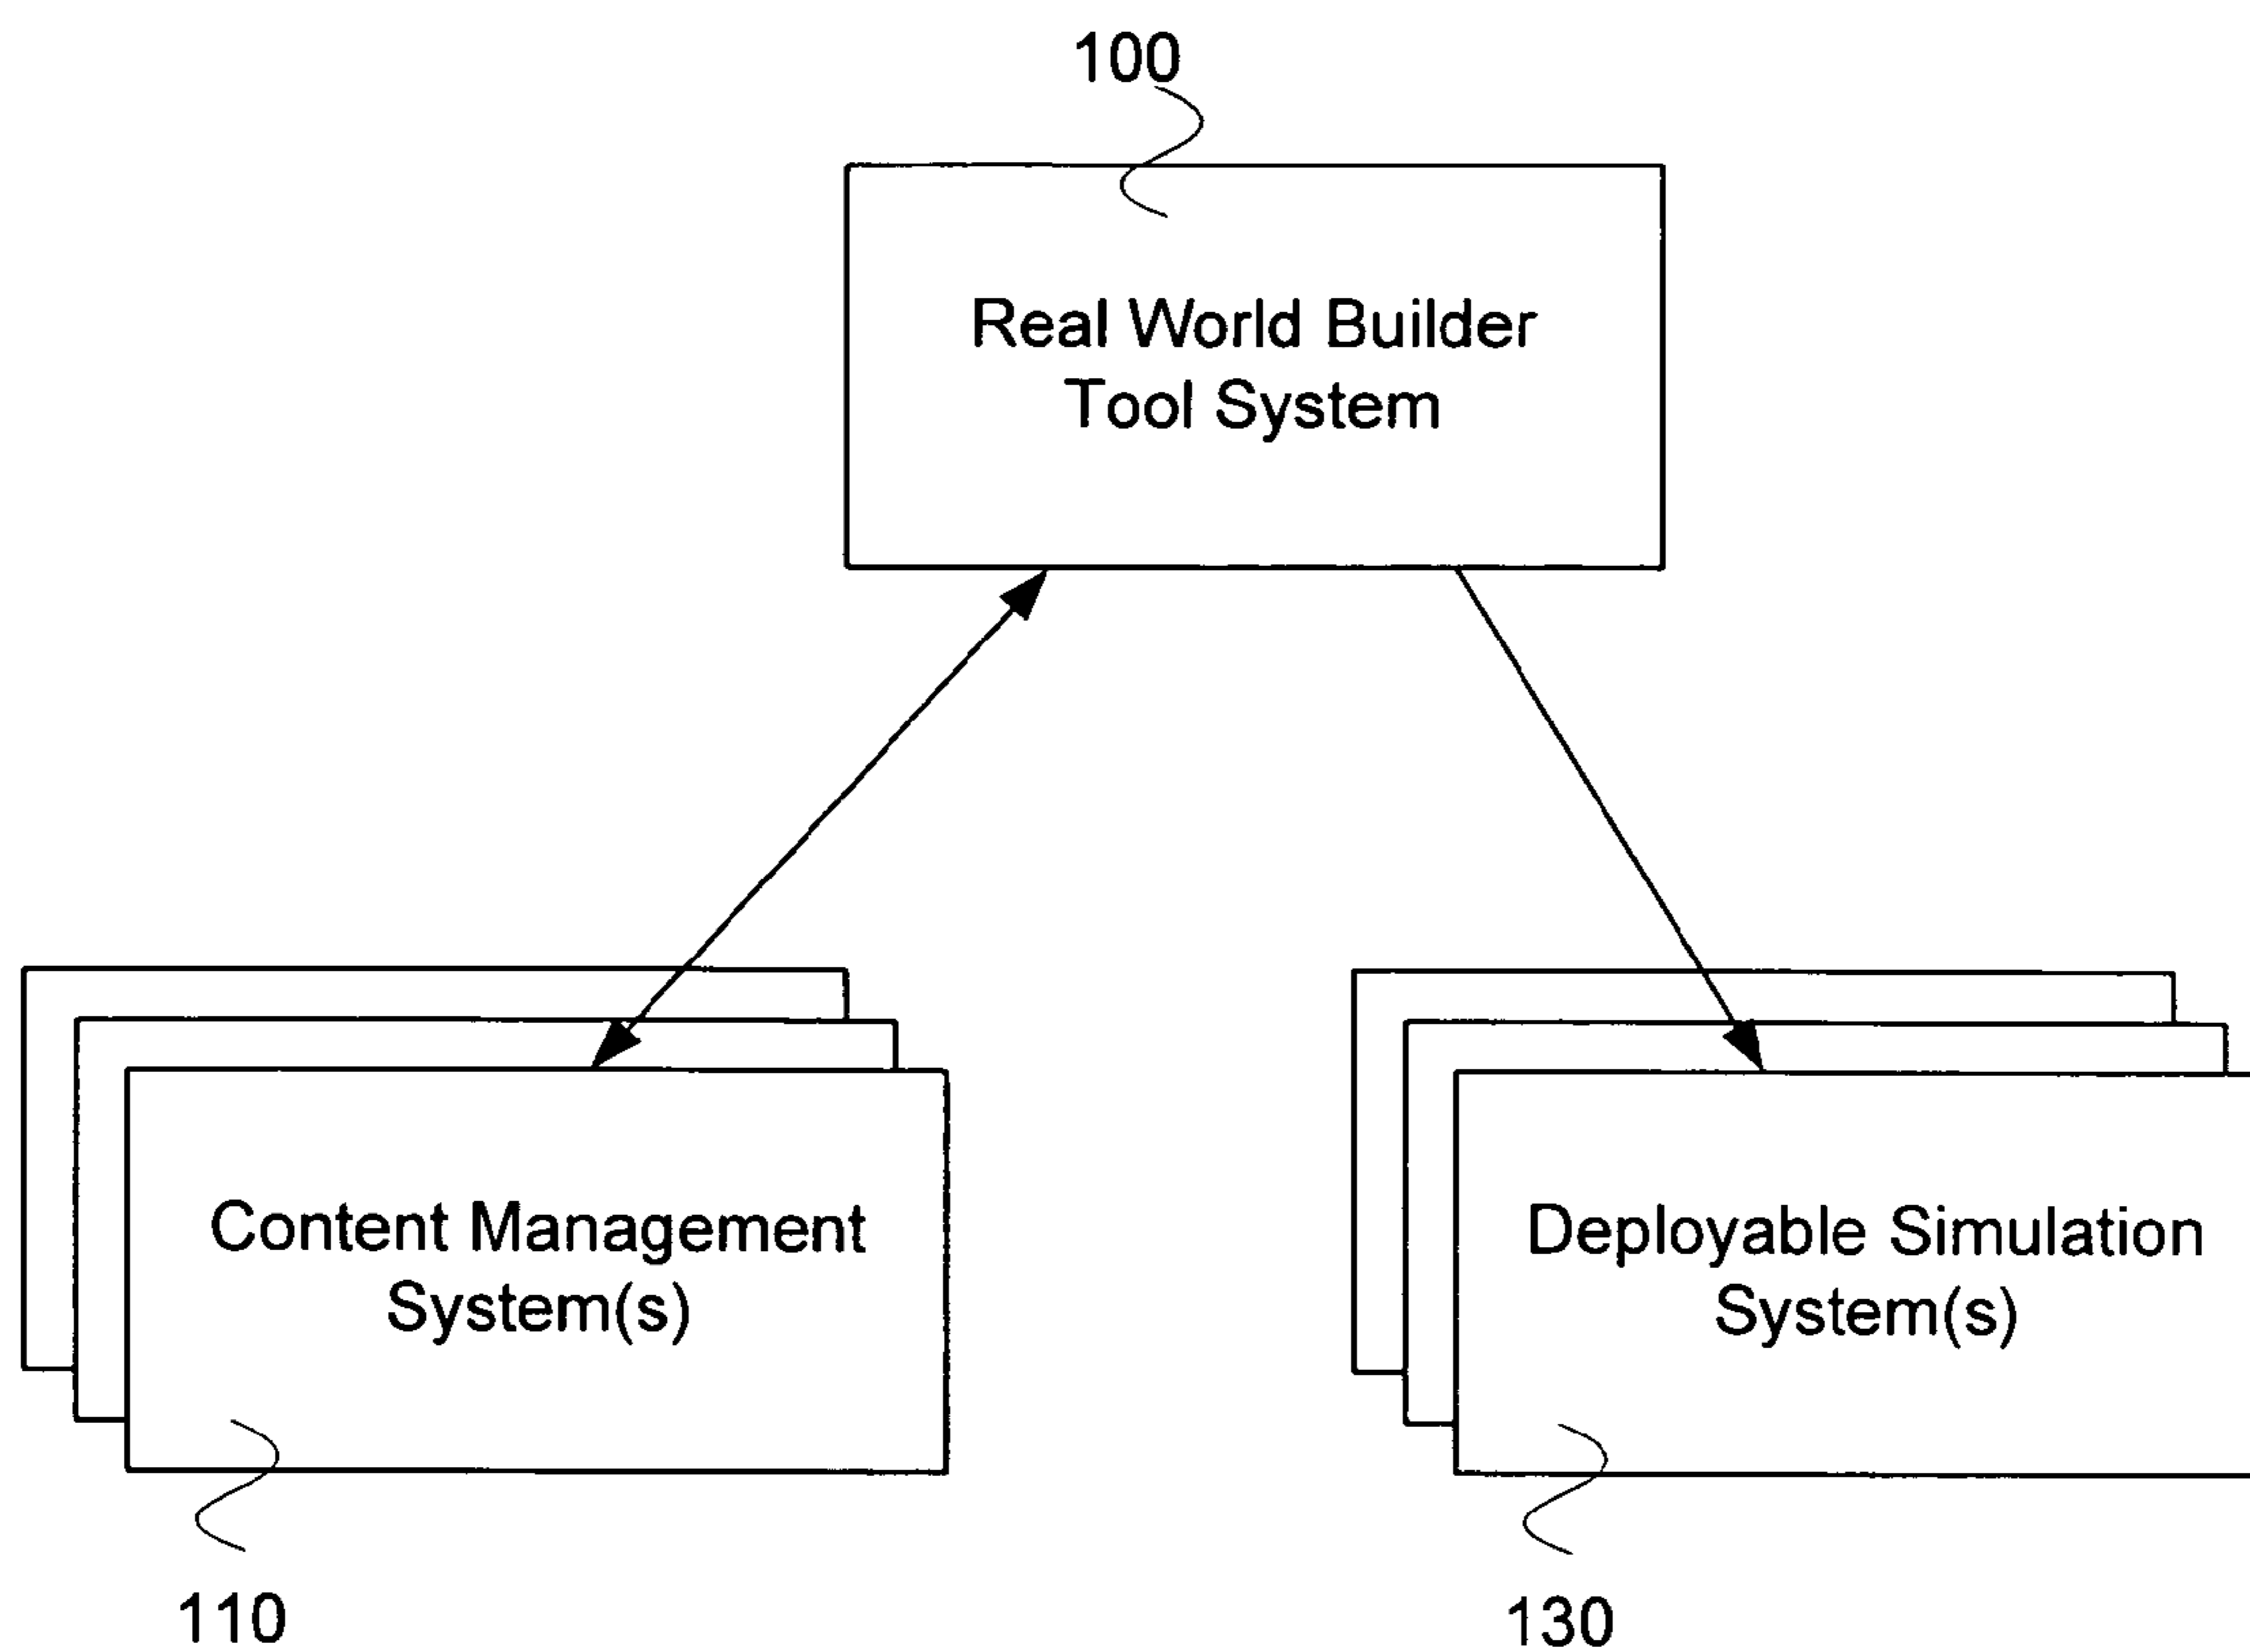 100
Real World Builder
Tool System
Content Management
System(s)
Deployable Simulation
System(s)
110
130